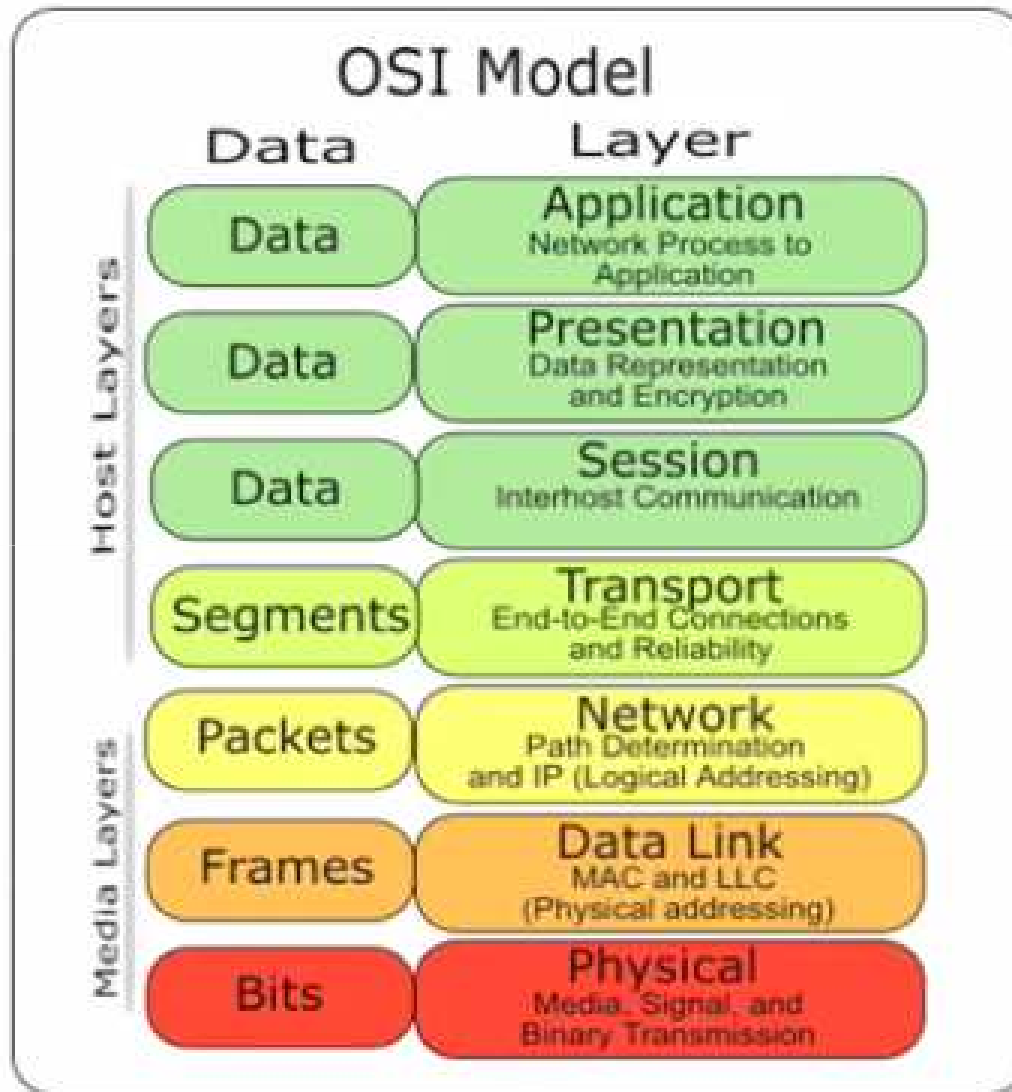 OSI Model
Data Layer
Host Layers
Data
Application
Network Process to
Application
Data
Presentation
Data Representation
and Encryption
Data
Session
Interhost Communication
Segments
Transport
End-to-End Connections
and Reliability
Media Layers
Packets
Network
Path Determination
and IP (Logical Addressing)
Frames
Data Link
MAC and LLC
(Physical addressing)
Bits
Physical
Media, Signal, and
Binary Transmission